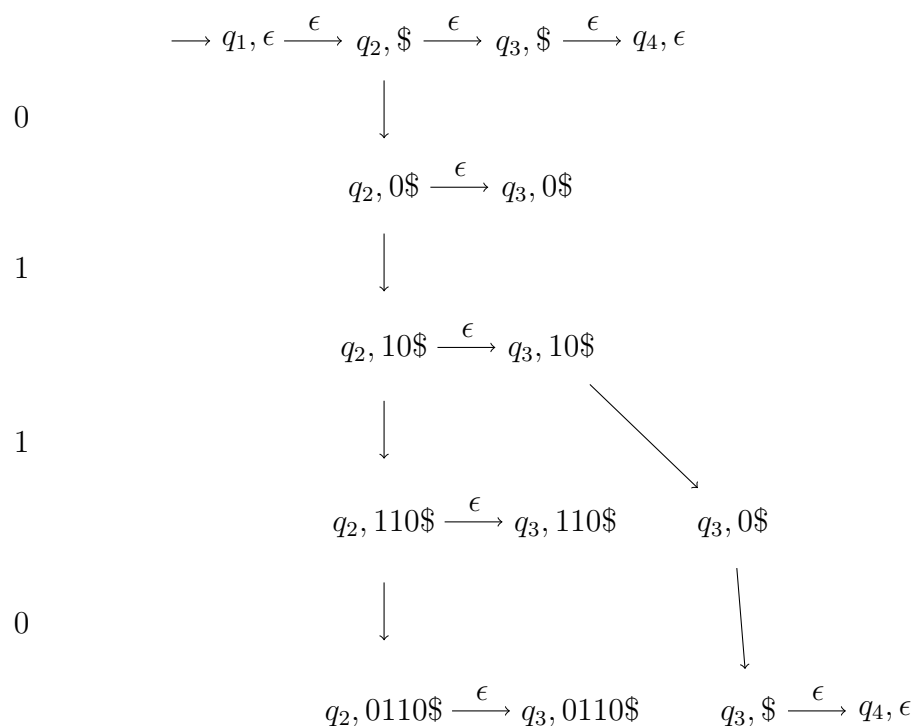 ϵ ϵ ϵ
q₁, ϵ q₂, $ q₃, $ q₄, ϵ
0
ϵ
q₂, 0$ q₃, 0$
1
ϵ
q₂, 10$ q₃, 10$
1
ϵ
q₂, 110$ q₃, 110$ q₃, 0$
0
ϵ ϵ
q₂, 0110$ q₃, 0110$ q₃, $ q₄, ϵ